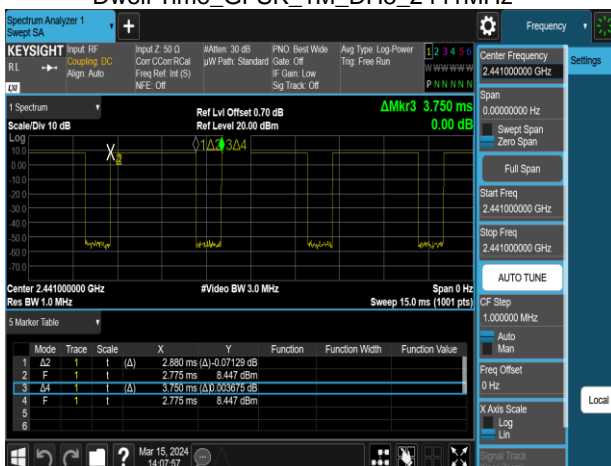 DwellTime_GFSK_1M_DH5_2441MHz
Spectrum Analyzer 1
Swept SA
Frequency
KEYSIGHT Input: RF Input Z: 50 Ω #Atten: 30 dB PNO: Best Wide Avg Type: Log-Power 1 2 3 4 5 6
RL Coupling: DC Corr CCorr RCal µW Path: Standard Gate: Off Trig: Free Run
Align: Auto Freq Ref: Int (S) IF Gain: Low W W W W W W
NFE: Off Sig Track: Off P N N N N N
LXI
Center Frequency
2.441000000 GHz
Settings
1 Spectrum
Ref Lvl Offset 0.70 dB ΔMkr3 3.750 ms
Scale/Div 10 dB Ref Level 20.00 dBm 0.00 dB
Log
1Δ2 3Δ4
X
10.0
0.00
-10.0
-20.0
-30.0
-40.0
-50.0
-60.0
-70.0
Center 2.441000000 GHz #Video BW 3.0 MHz Span 0 Hz
Res BW 1.0 MHz Sweep 15.0 ms (1001 pts)
Span
0.00000000 Hz
Swept Span
Zero Span
Full Span
Start Freq
2.441000000 GHz
Stop Freq
2.441000000 GHz
AUTO TUNE
CF Step
1.000000 MHz
Auto
Man
Freq Offset
0 Hz
X Axis Scale
Log
Lin
Signal Track
Local
5 Marker Table
Mode Trace Scale X Y Function Function Width Function Value
1 Δ2 1 t (Δ) 2.880 ms (Δ) -0.07129 dB
2 F 1 t 2.775 ms 8.447 dBm
3 Δ4 1 t (Δ) 3.750 ms (Δ) 0.003675 dB
4 F 1 t 2.775 ms 8.447 dBm
5
6
? Mar 15, 2024
14:07:57